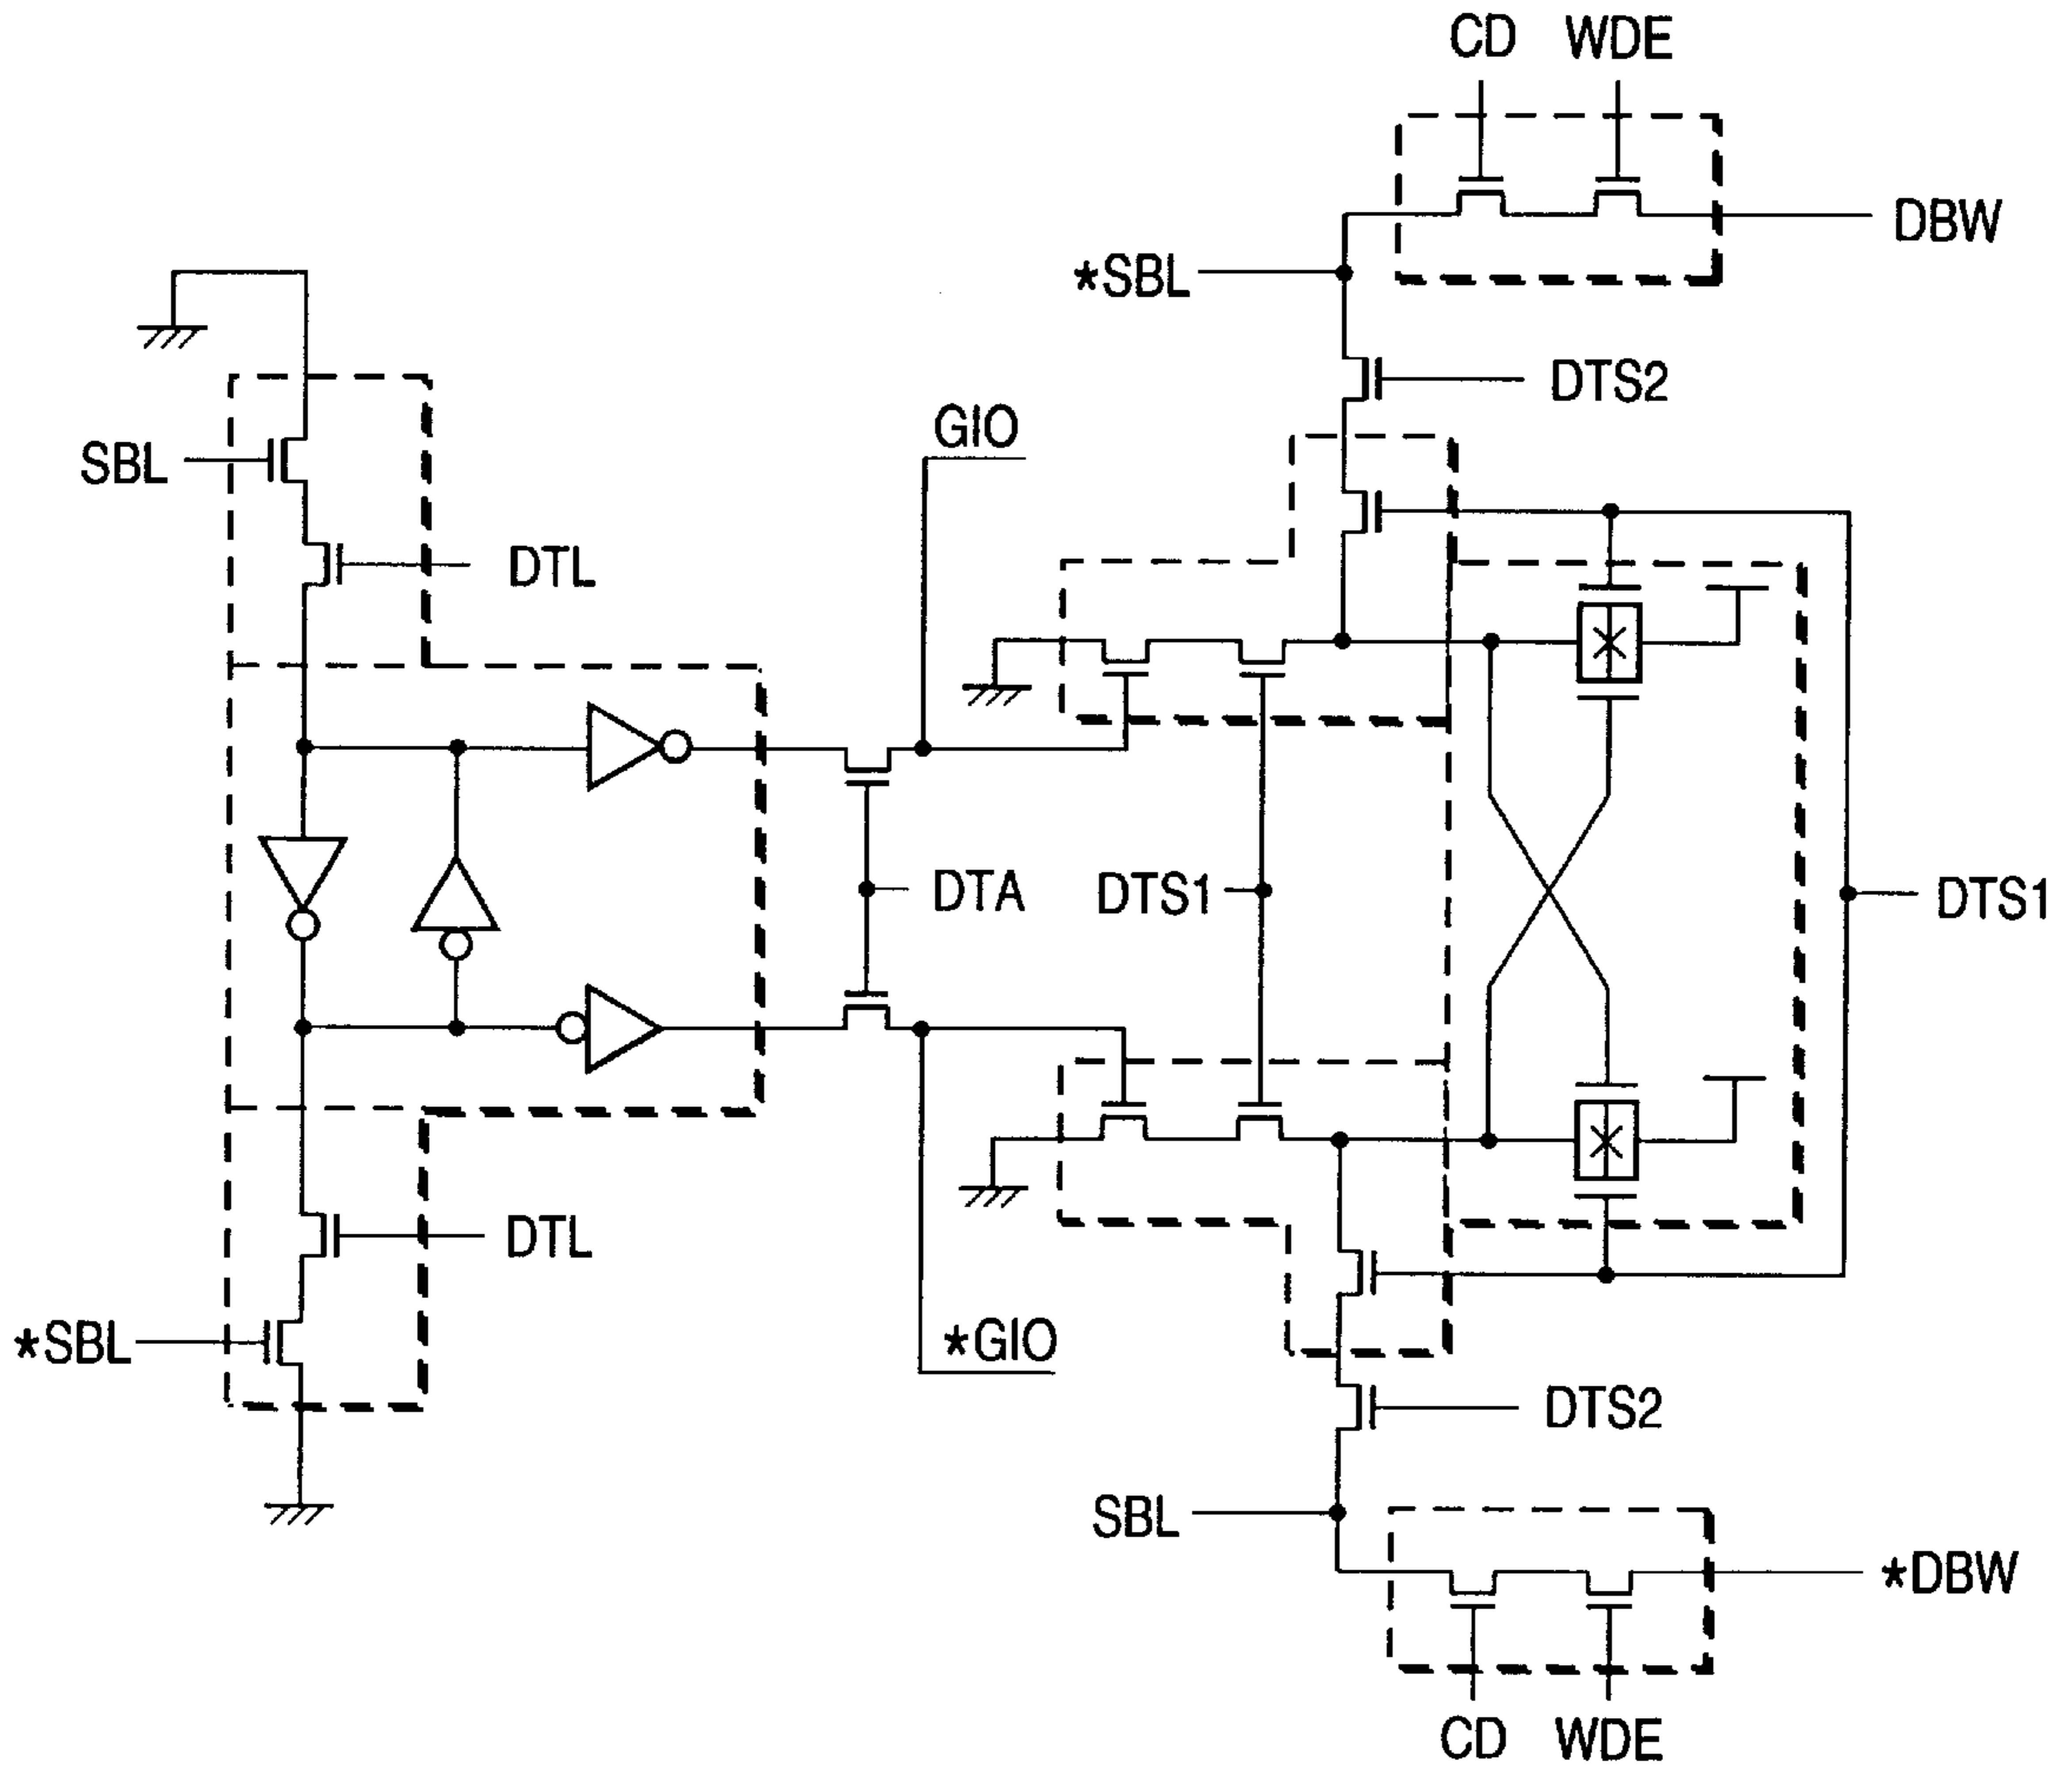 CD WDE
DBW
*SBL
DTS2
GIO
SBL
DTL
DTA
DTS1
DTS1
DTL
*SBL
*GIO
DTS2
SBL
*DBW
CD WDE